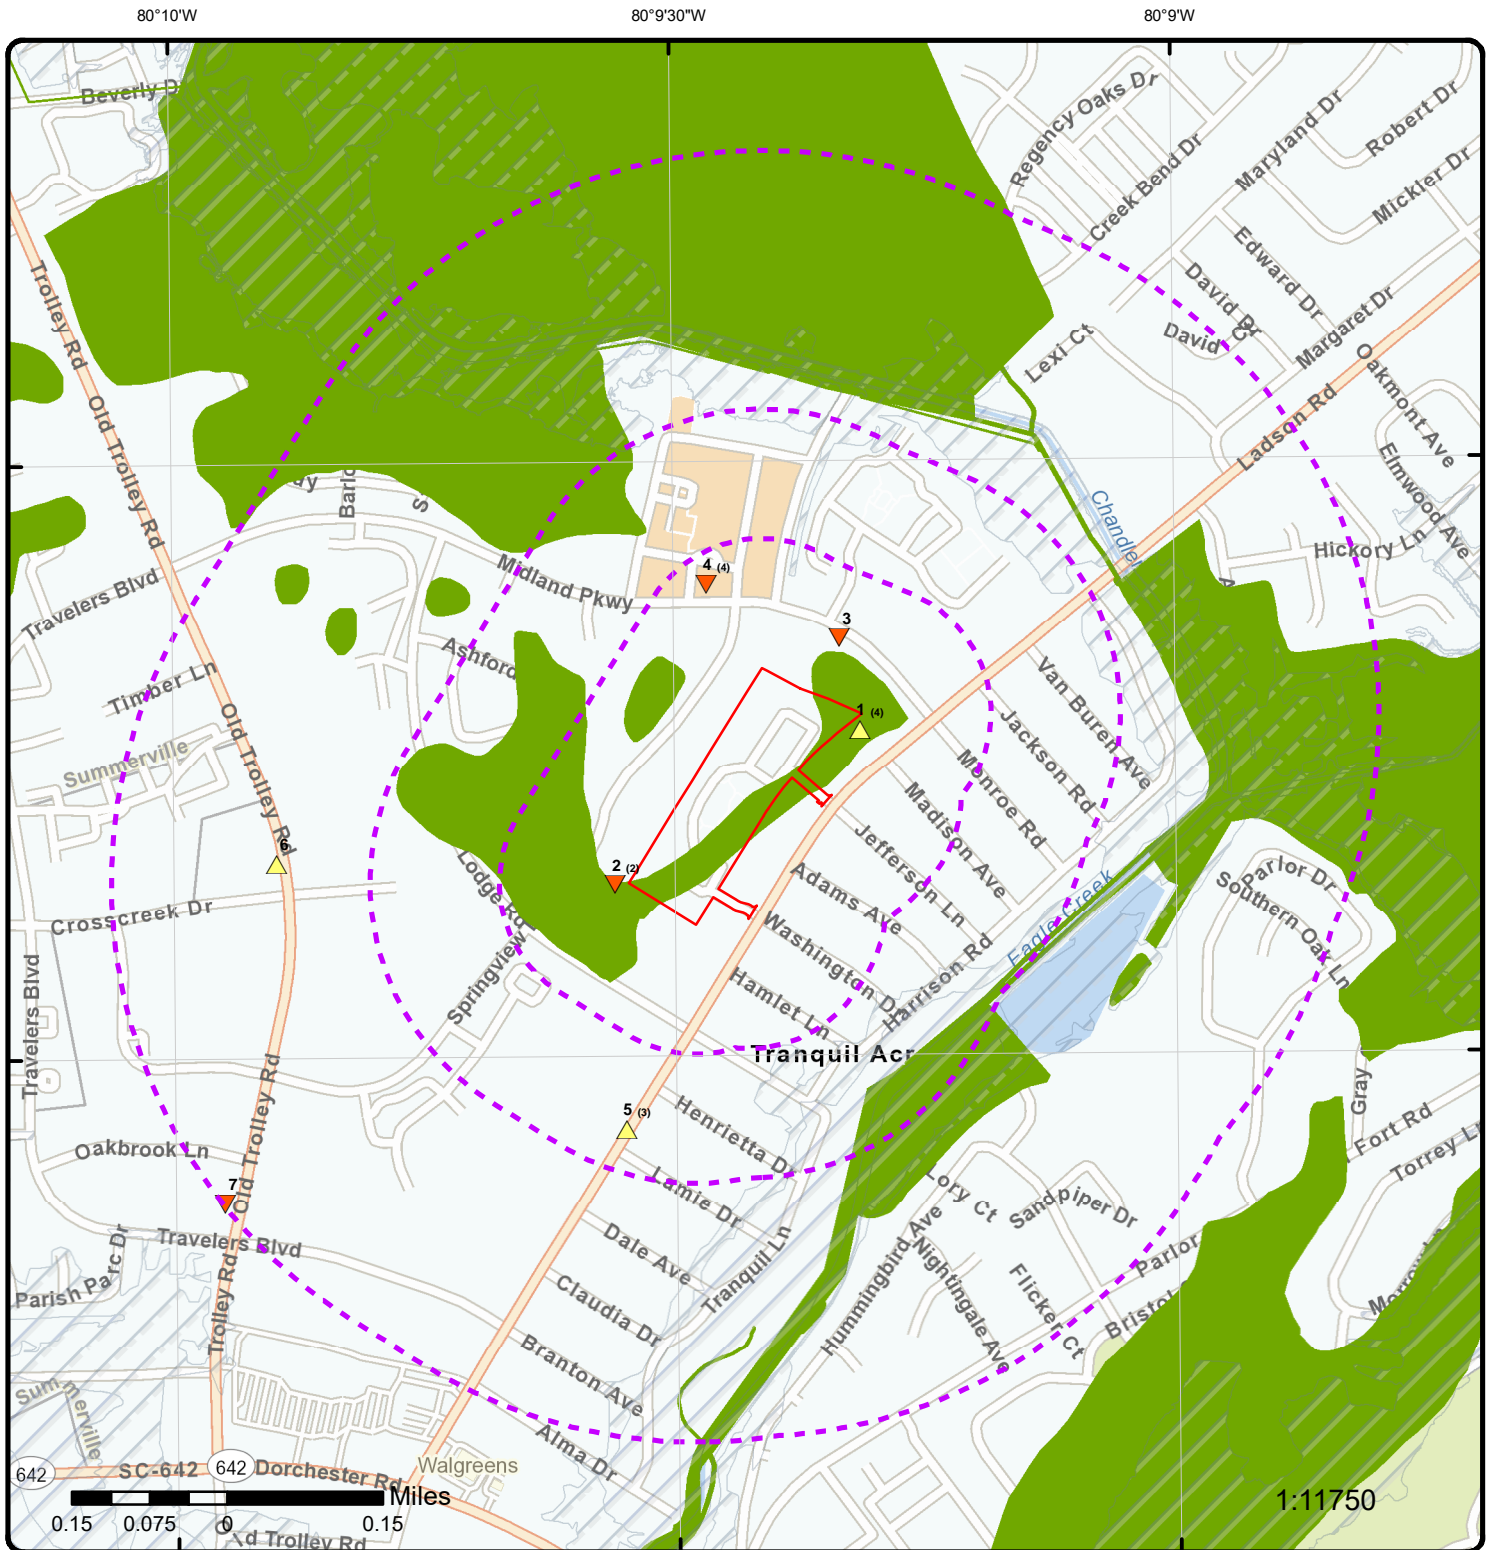 80°10'W
80°9'30"W
80°9'W
Beverly D
Regency Oaks Dr
Creek Bend Dr
Maryland Dr
Robert Dr
Mickler Dr
Edward Dr
David Dr
David Ct
Margaret Dr
Lexi Ct
Trolley Rd
Old Trolley Rd
Ladson Rd
Oakmont Ave
Elmwood Ave
Hickory Ln
Chandler
Barlo
S
ay
A
Midland Pkwy
Travelers Blvd
4 (4)
3
Ashford
Timber Ln
Old Trolley Rd
Summerville
1 (4)
Van Buren Ave
Jackson Rd
Monroe Rd
Madison Ave
Jefferson Ln
Adams Ave
Washington Dr
6
2 (2)
Lodge Rd
Crosscreek Dr
Springview
Hamlet Ln
Harrison Rd
Eagle Creek
Parlor Dr
Southern Oak Ln
Travelers Blvd
Tranquil Acr
Gray
5 (3)
Henrietta Dr
Fort Rd
Torrey Ln
Oakbrook Ln
Old Trolley Rd
7
Lamie Dr
Lory Ct
Sandpiper Dr
Travelers Blvd
Parc Dr
Parish Pa
Dale Ave
Tranquil Ln
Hummingbird Ave
Nightingale Ave
Flicker Ct
Parlor
Bristol
Trolley Rd
Claudia Dr
Branton Ave
Summerville
Alma Dr
Walgreens
642
SC-642
642
Dorchester Rd
Miles
1:11750
0.15
0.075
0
0.15
d Trolley Rd